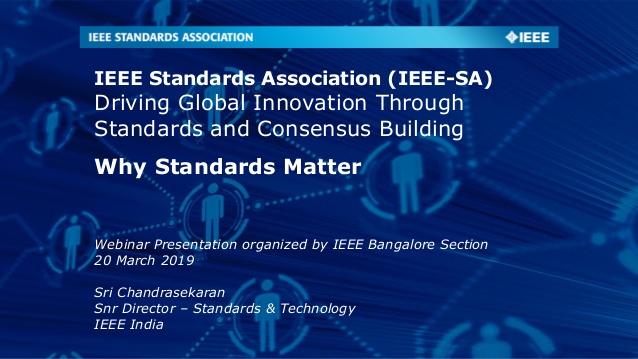 IEEE STANDARDS ASSOCIATION
IEEE
IEEE Standards Association (IEEE-SA)
Driving Global Innovation Through
Standards and Consensus Building
Why Standards Matter
Webinar Presentation organized by IEEE Bangalore Section
20 March 2019
Sri Chandrasekaran
Snr Director – Standards & Technology
IEEE India